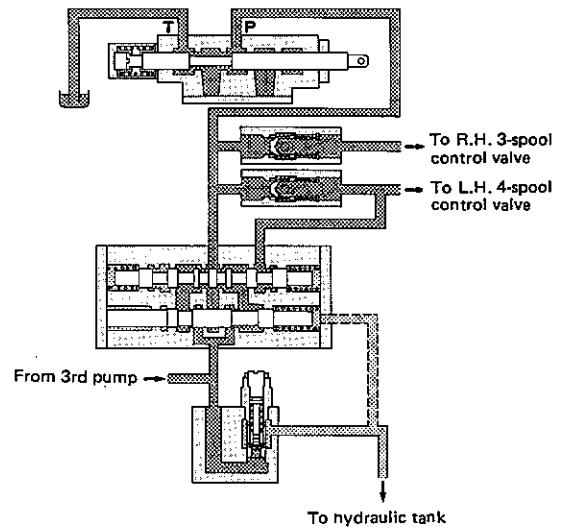 T P
To R.H. 3-spool
control valve
To L.H. 4-spool
control valve
From 3rd pump
To hydraulic tank